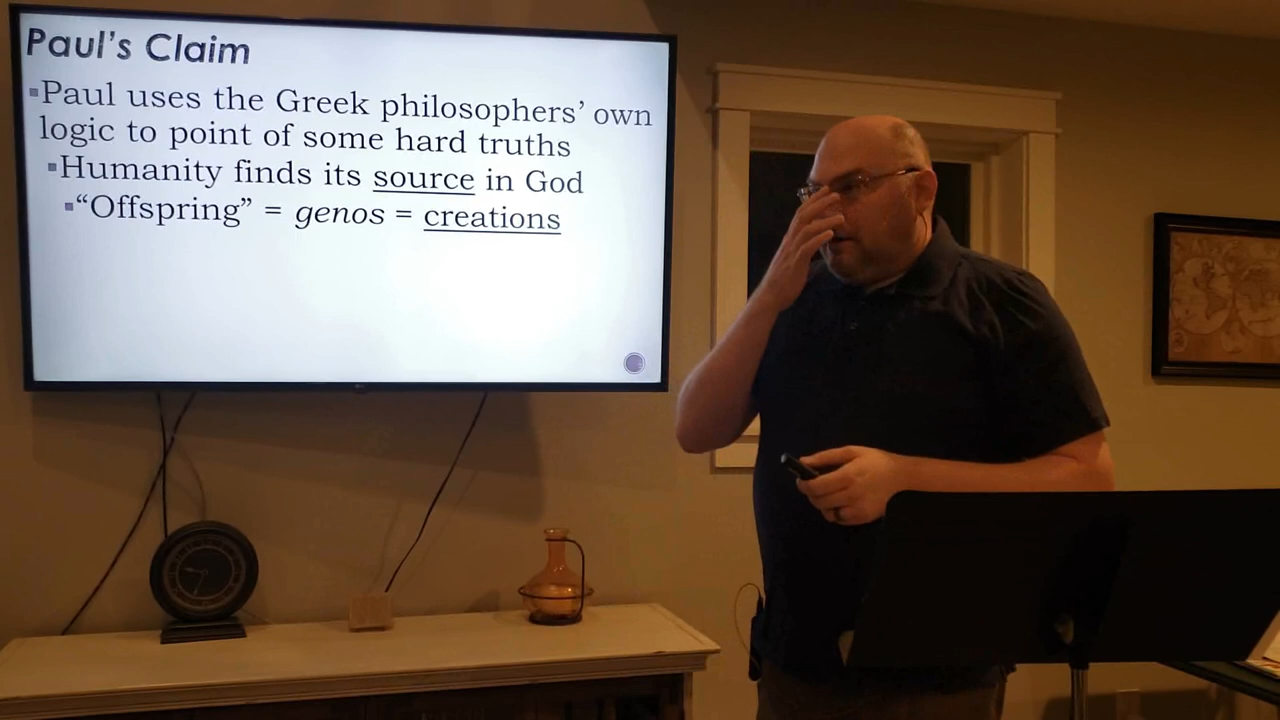 Paul's Claim
▪Paul uses the Greek philosophers' own
logic to point of some hard truths
▪Humanity finds its source in God
▪“Offspring” = genos = creations